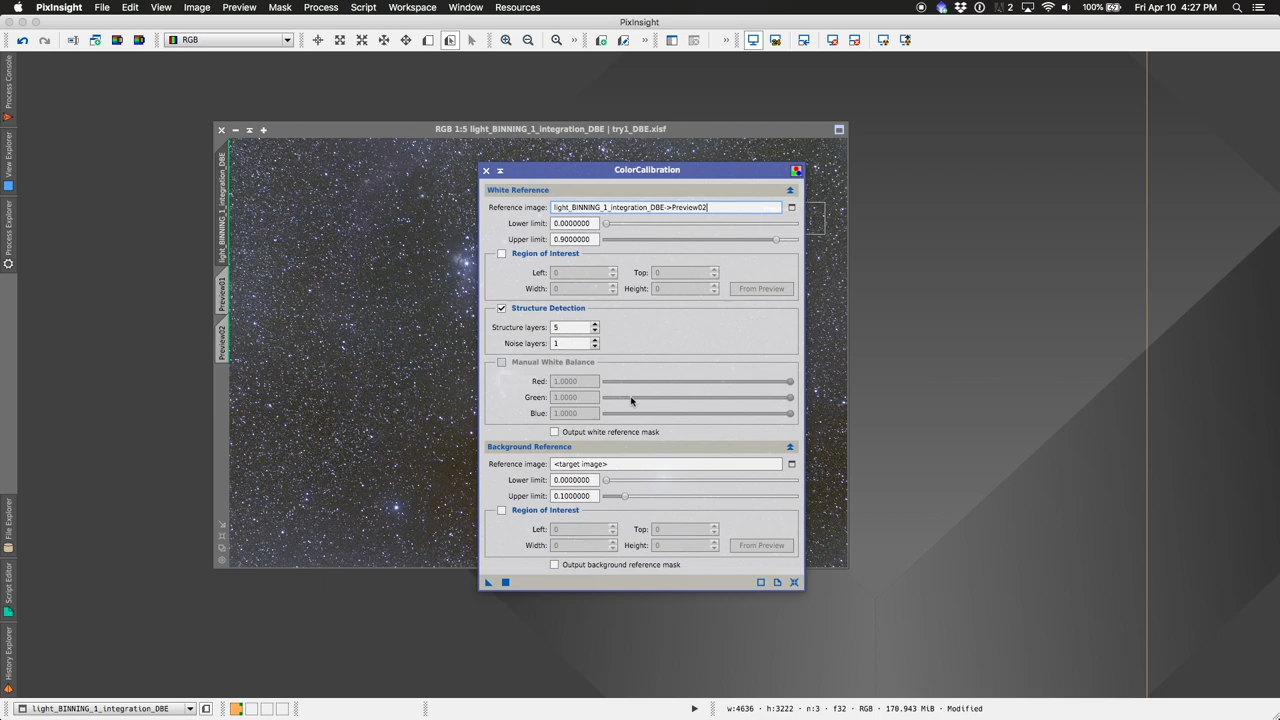 PixInsight File Edit View Image Preview Mask Process Script Workspace Window Resources 2 100% Fri Apr 10 4:27 PM
PixInsight
RGB
Process Console
View Explorer
Process Explorer
File Explorer
Script Editor
History Explorer
RGB 1:5 light_BINNING_1_integration_DBE | try1_DBE.xisf
light_BINNING_1_integration_DBE
Preview01
Preview02
ColorCalibration
White Reference
Reference image: light_BINNING_1_integration_DBE->Preview02
Lower limit: 0.0000000
Upper limit: 0.9000000
Region of Interest
Left: 0 Top: 0
Width: 0 Height: 0 From Preview
Structure Detection
Structure layers: 5
Noise layers: 1
Manual White Balance
Red: 1.0000
Green: 1.0000
Blue: 1.0000
Output white reference mask
Background Reference
Reference image: <target image>
Lower limit: 0.0000000
Upper limit: 0.1000000
Region of Interest
Left: 0 Top: 0
Width: 0 Height: 0 From Preview
Output background reference mask
light_BINNING_1_integration_DBE
w:4636 · h:3222 · n:3 · f32 · RGB · 170.943 MiB · Modified